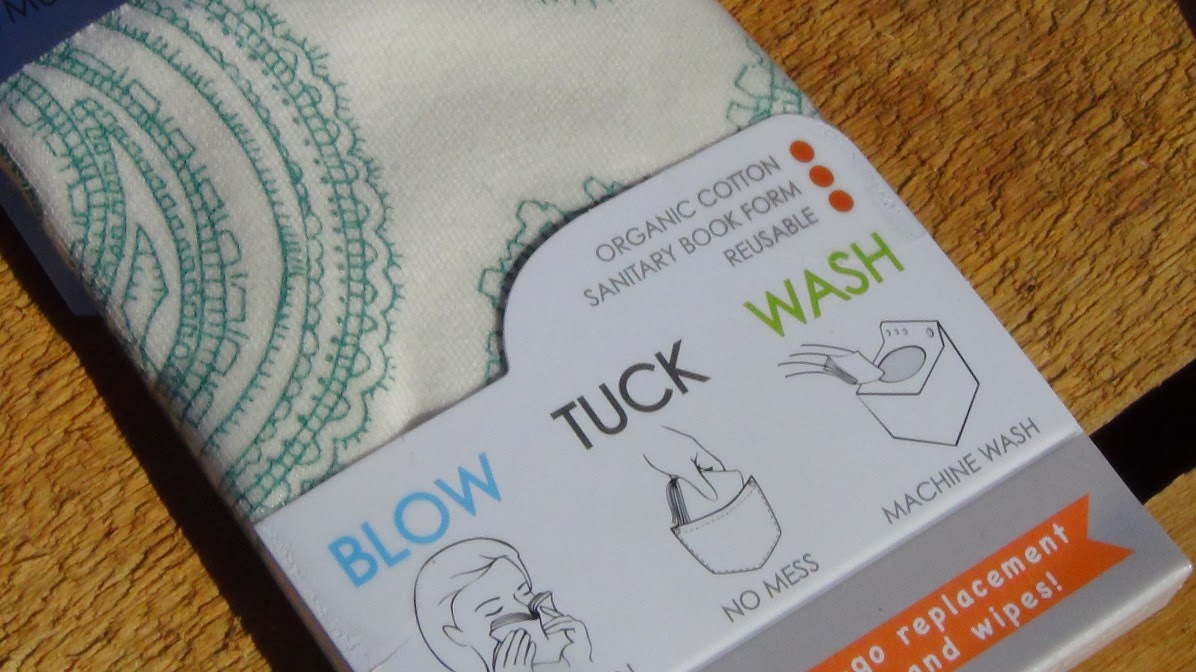 ORGANIC COTTON
SANITARY BOOK FORM
REUSABLE
BLOW
TUCK
WASH
NO MESS
MACHINE WASH
go replacement
and wipes!